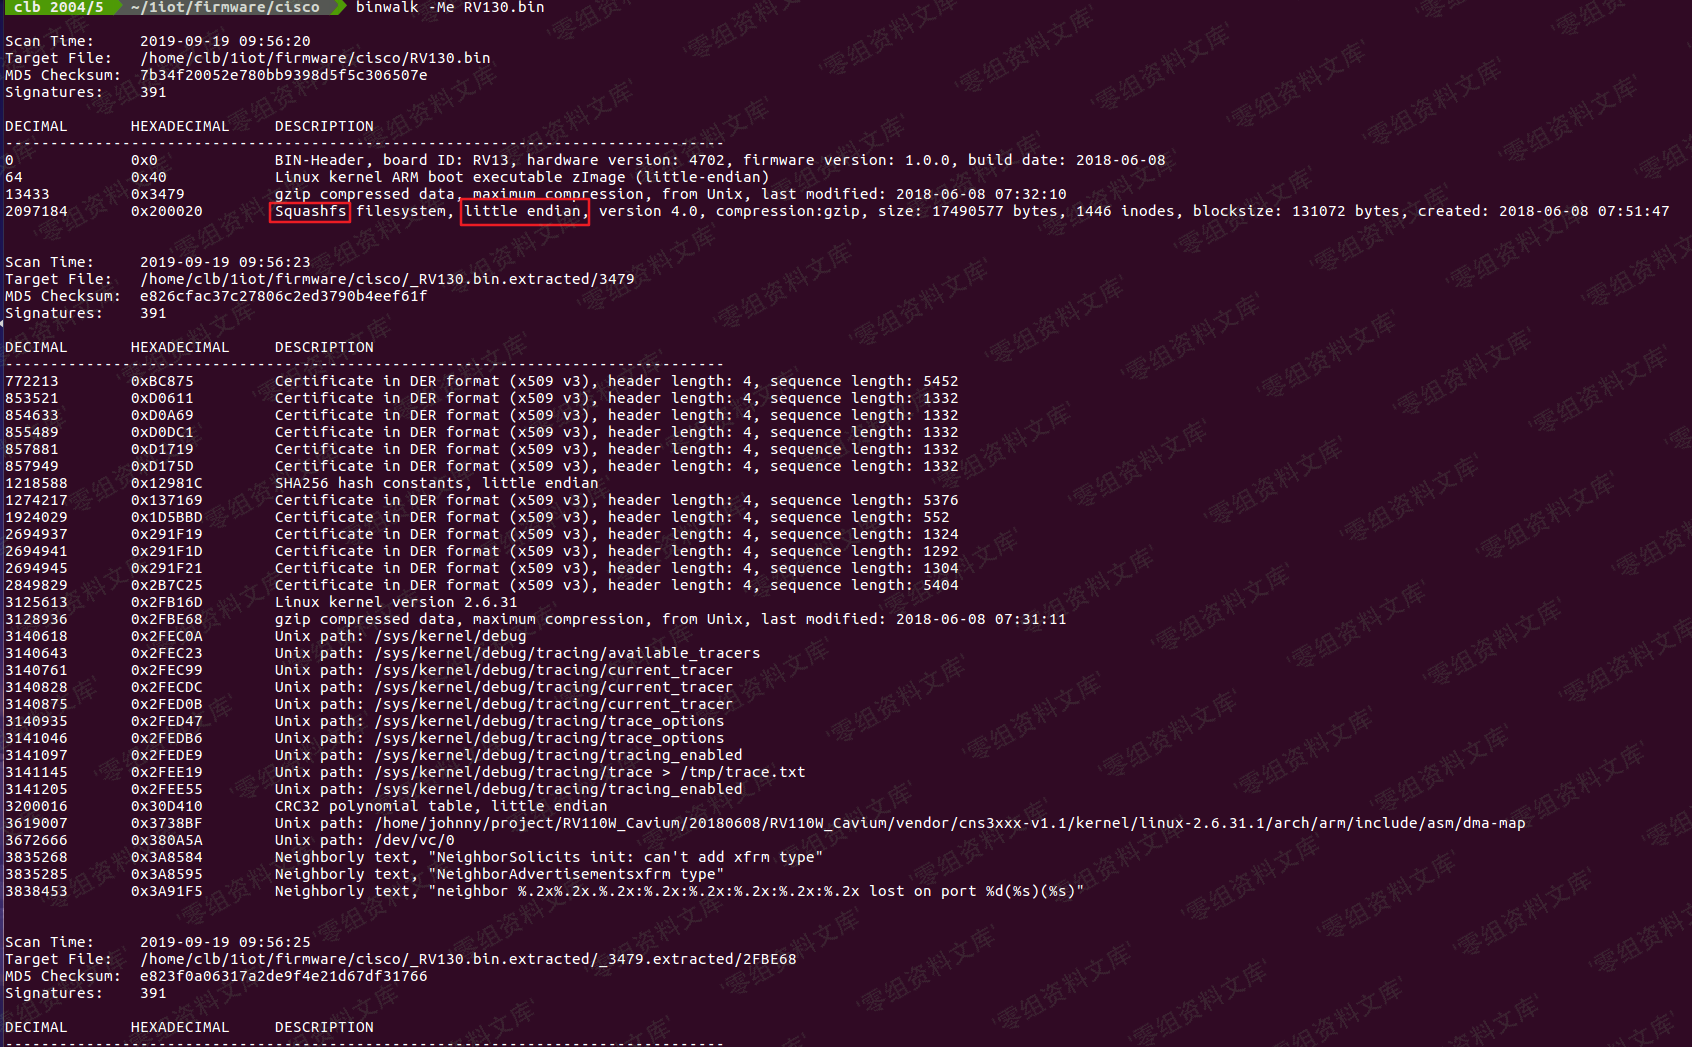 clb 2004/5 ~/1iot/firmware/cisco binwalk -Me RV130.bin
Scan Time: 2019-09-19 09:56:20
Target File: /home/clb/1iot/firmware/cisco/RV130.bin
MD5 Checksum: 7b34f20052e780bb9398d5f5c306507e
Signatures: 391
DECIMAL HEXADECIMAL DESCRIPTION
--------------------------------------------------------------------------------
0 0x0 BIN-Header, board ID: RV13, hardware version: 4702, firmware version: 1.0.0, build date: 2018-06-08
64 0x40 Linux kernel ARM boot executable zImage (little-endian)
13433 0x3479 gzip compressed data, maximum compression, from Unix, last modified: 2018-06-08 07:32:10
2097184 0x200020 Squashfs filesystem, little endian, version 4.0, compression:gzip, size: 17490577 bytes, 1446 inodes, blocksize: 131072 bytes, created: 2018-06-08 07:51:47
Scan Time: 2019-09-19 09:56:23
Target File: /home/clb/1iot/firmware/cisco/_RV130.bin.extracted/3479
MD5 Checksum: e826cfac37c27806c2ed3790b4eef61f
Signatures: 391
DECIMAL HEXADECIMAL DESCRIPTION
--------------------------------------------------------------------------------
772213 0xBC875 Certificate in DER format (x509 v3), header length: 4, sequence length: 5452
853521 0xD0611 Certificate in DER format (x509 v3), header length: 4, sequence length: 1332
854633 0xD0A69 Certificate in DER format (x509 v3), header length: 4, sequence length: 1332
855489 0xD0DC1 Certificate in DER format (x509 v3), header length: 4, sequence length: 1332
857881 0xD1719 Certificate in DER format (x509 v3), header length: 4, sequence length: 1332
857949 0xD175D Certificate in DER format (x509 v3), header length: 4, sequence length: 1332
1218588 0x12981C SHA256 hash constants, little endian
1274217 0x137169 Certificate in DER format (x509 v3), header length: 4, sequence length: 5376
1924029 0x1D5BBD Certificate in DER format (x509 v3), header length: 4, sequence length: 552
2694937 0x291F19 Certificate in DER format (x509 v3), header length: 4, sequence length: 1324
2694941 0x291F1D Certificate in DER format (x509 v3), header length: 4, sequence length: 1292
2694945 0x291F21 Certificate in DER format (x509 v3), header length: 4, sequence length: 1304
2849829 0x2B7C25 Certificate in DER format (x509 v3), header length: 4, sequence length: 5404
3125613 0x2FB16D Linux kernel version 2.6.31
3128936 0x2FBE68 gzip compressed data, maximum compression, from Unix, last modified: 2018-06-08 07:31:11
3140618 0x2FEC0A Unix path: /sys/kernel/debug
3140643 0x2FEC23 Unix path: /sys/kernel/debug/tracing/available_tracers
3140761 0x2FEC99 Unix path: /sys/kernel/debug/tracing/current_tracer
3140828 0x2FECDC Unix path: /sys/kernel/debug/tracing/current_tracer
3140875 0x2FED0B Unix path: /sys/kernel/debug/tracing/current_tracer
3140935 0x2FED47 Unix path: /sys/kernel/debug/tracing/trace_options
3141046 0x2FEDB6 Unix path: /sys/kernel/debug/tracing/trace_options
3141097 0x2FEDE9 Unix path: /sys/kernel/debug/tracing/tracing_enabled
3141145 0x2FEE19 Unix path: /sys/kernel/debug/tracing/trace > /tmp/trace.txt
3141205 0x2FEE55 Unix path: /sys/kernel/debug/tracing/tracing_enabled
3200016 0x30D410 CRC32 polynomial table, little endian
3619007 0x3738BF Unix path: /home/johnny/project/RV110W_Cavium/20180608/RV110W_Cavium/vendor/cns3xxx-v1.1/kernel/linux-2.6.31.1/arch/arm/include/asm/dma-map
3672666 0x380A5A Unix path: /dev/vc/0
3835268 0x3A8584 Neighborly text, "NeighborSolicits init: can't add xfrm type"
3835285 0x3A8595 Neighborly text, "NeighborAdvertisementsxfrm type"
3838453 0x3A91F5 Neighborly text, "neighbor %.2x%.2x.%.2x:%.2x:%.2x:%.2x:%.2x:%.2x lost on port %d(%s)(%s)"
Scan Time: 2019-09-19 09:56:25
Target File: /home/clb/1iot/firmware/cisco/_RV130.bin.extracted/_3479.extracted/2FBE68
MD5 Checksum: e823f0a06317a2de9f4e21d67df31766
Signatures: 391
DECIMAL HEXADECIMAL DESCRIPTION
--------------------------------------------------------------------------------
'零组资料文库'